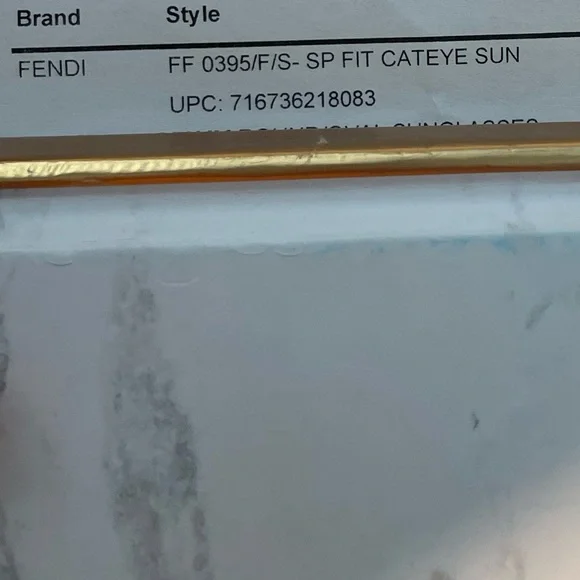 Brand Style
FENDI FF 0395/F/S- SP FIT CATEYE SUN
UPC: 716736218083